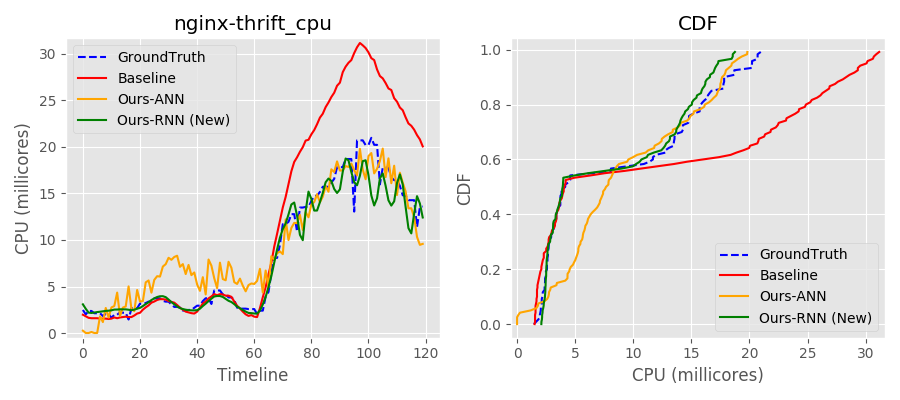 nginx-thrift_cpu
CPU (millicores)
30
25
20
15
10
5
0
GroundTruth
Baseline
Ours-ANN
Ours-RNN (New)
0 20 40 60 80 100 120
Timeline
CDF
CDF
1.0
0.8
0.6
0.4
0.2
0.0
GroundTruth
Baseline
Ours-ANN
Ours-RNN (New)
0 5 10 15 20 25 30
CPU (millicores)